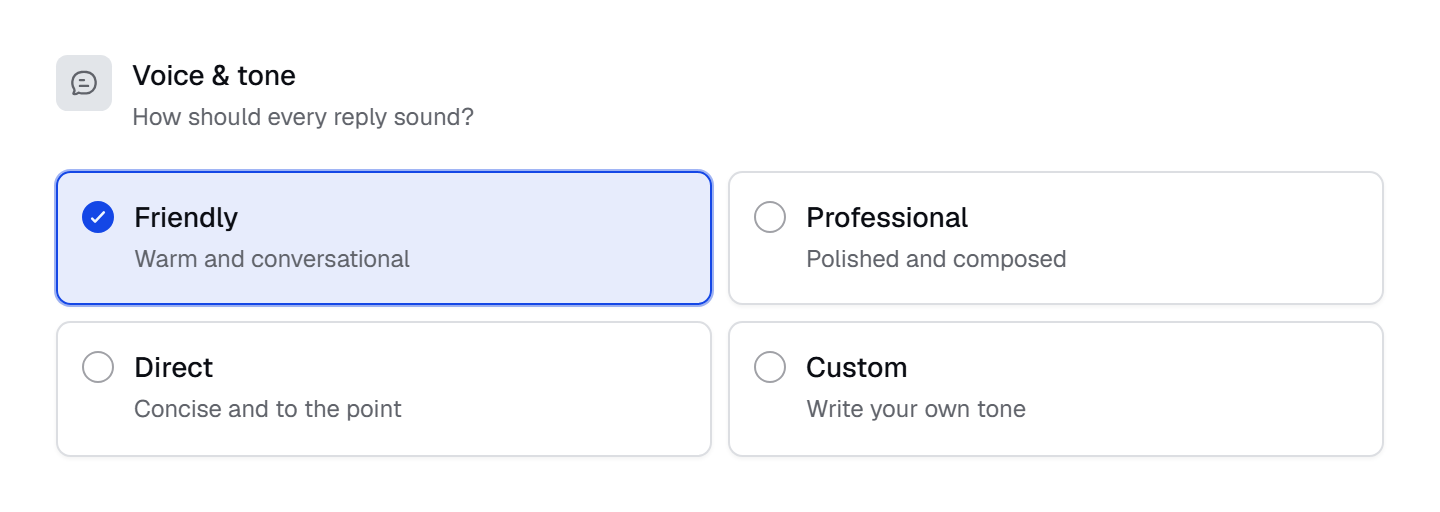 Voice & tone
How should every reply sound?
Friendly
Warm and conversational
Professional
Polished and composed
Direct
Concise and to the point
Custom
Write your own tone